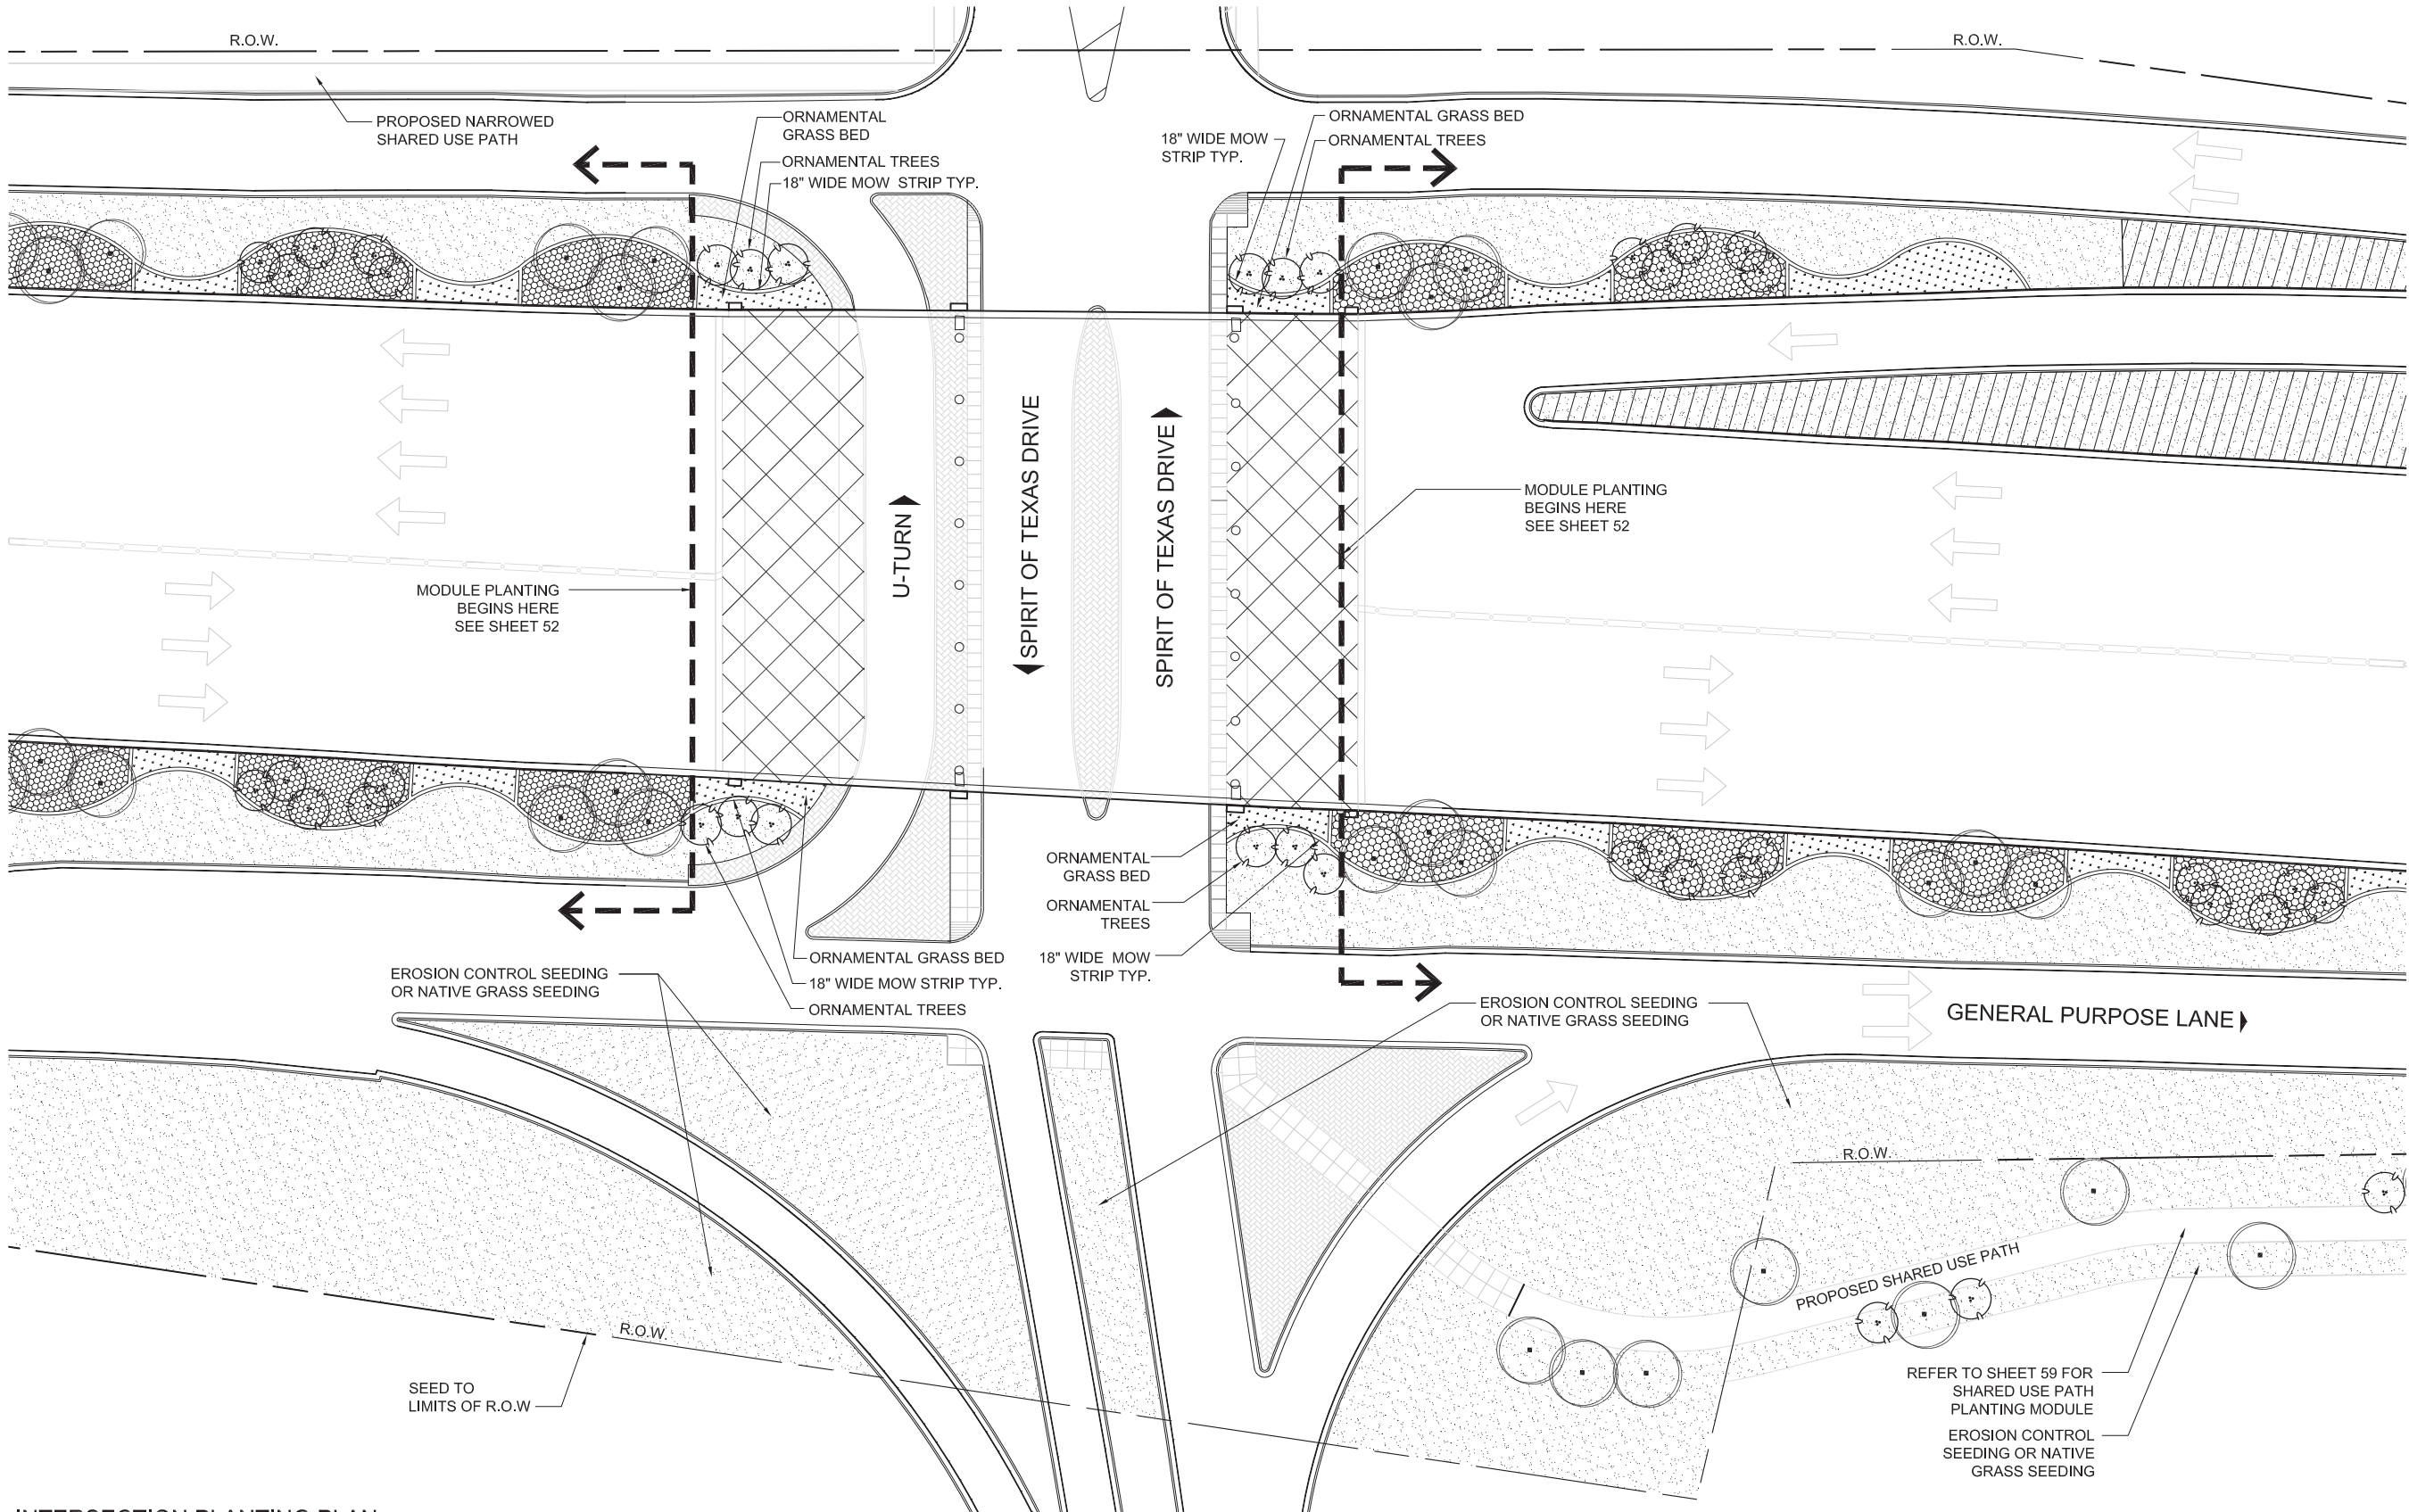 R.O.W.
R.O.W.
PROPOSED NARROWED
SHARED USE PATH
ORNAMENTAL
GRASS BED
ORNAMENTAL TREES
18" WIDE MOW STRIP TYP.
18" WIDE MOW
STRIP TYP.
ORNAMENTAL GRASS BED
ORNAMENTAL TREES
MODULE PLANTING
BEGINS HERE
SEE SHEET 52
U-TURN
SPIRIT OF TEXAS DRIVE
SPIRIT OF TEXAS DRIVE
MODULE PLANTING
BEGINS HERE
SEE SHEET 52
ORNAMENTAL
GRASS BED
ORNAMENTAL
TREES
18" WIDE MOW
STRIP TYP.
ORNAMENTAL GRASS BED
18" WIDE MOW STRIP TYP.
ORNAMENTAL TREES
EROSION CONTROL SEEDING
OR NATIVE GRASS SEEDING
EROSION CONTROL SEEDING
OR NATIVE GRASS SEEDING
GENERAL PURPOSE LANE
R.O.W.
PROPOSED SHARED USE PATH
R.O.W.
SEED TO
LIMITS OF R.O.W
REFER TO SHEET 59 FOR
SHARED USE PATH
PLANTING MODULE
EROSION CONTROL
SEEDING OR NATIVE
GRASS SEEDING
INTERSECTION PLANTING PLAN